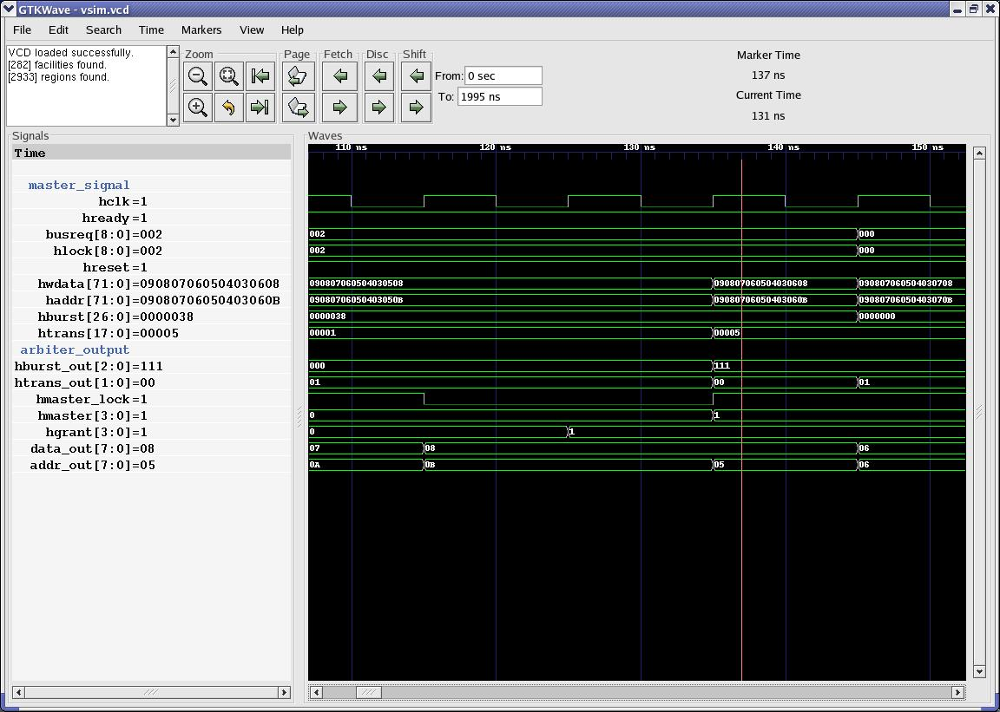 GTKWave - vsim.vcd
File Edit Search Time Markers View Help
VCD loaded successfully.
[282] facilities found.
[2933] regions found.
Zoom
Page
Fetch
Disc
Shift
From: 0 sec
To: 1995 ns
Marker Time
137 ns
Current Time
131 ns
Signals
Waves
Time
110 ns 120 ns 130 ns 140 ns 150 ns
master_signal
hclk=1
hready=1
busreq[8:0]=002
002 000
hlock[8:0]=002
002 000
hreset=1
hwdata[71:0]=090807060504030608
090807060504030508 090807060504030608 090807060504030708
haddr[71:0]=09080706050403060B
09080706050403050B 09080706050403060B 09080706050403070B
hburst[26:0]=0000038
0000038 0000000
htrans[17:0]=00005
00001 00005
arbiter_output
hburst_out[2:0]=111
000 111
htrans_out[1:0]=00
01 00 01
hmaster_lock=1
hmaster[3:0]=1
0 1
hgrant[3:0]=1
0 1
data_out[7:0]=08
07 08 06
addr_out[7:0]=05
0A 0B 05 06